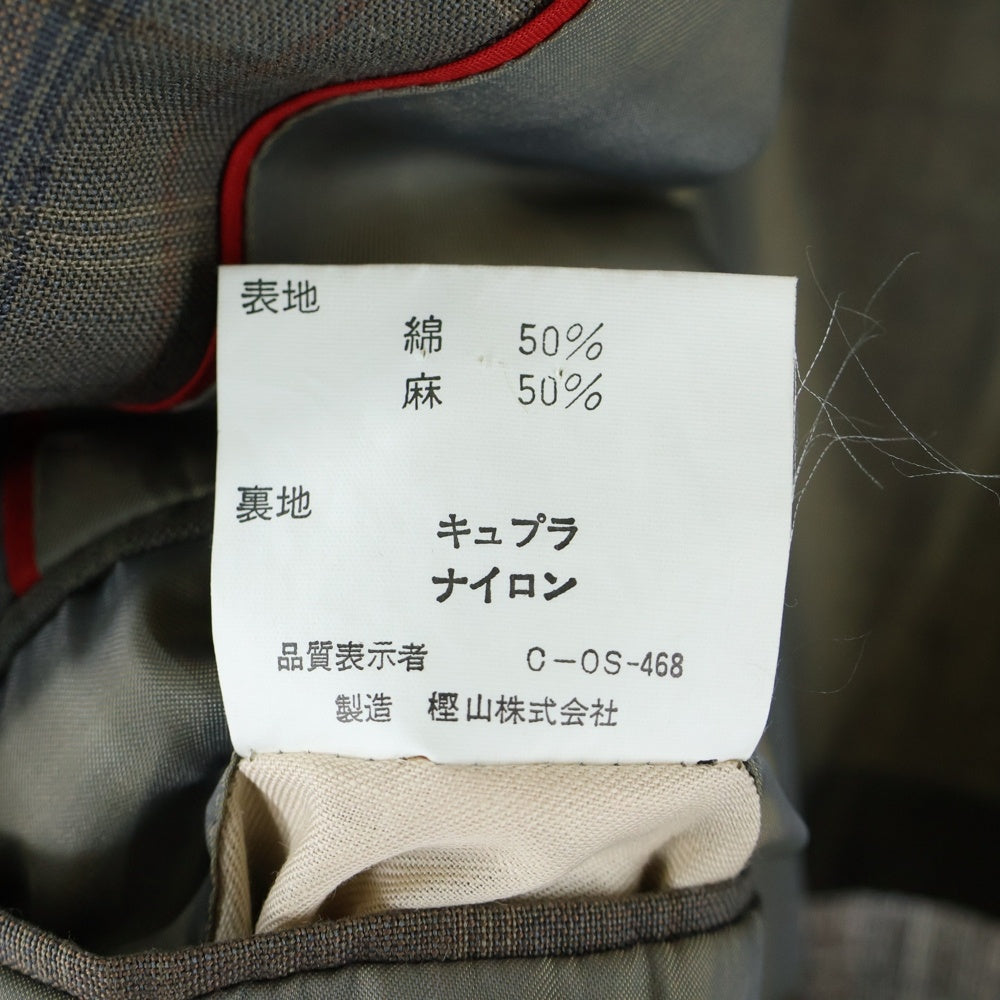 表地
綿 50%
麻 50%
裏地
キュプラ
ナイロン
品質表示者 C-OS-468
製造 樫山株式会社